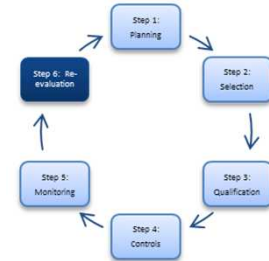 Step 1:
Planning
Step 2:
Selection
Step 3:
Qualification
Step 4:
Controls
Step 5:
Monitoring
Step 6: Re-
evaluation